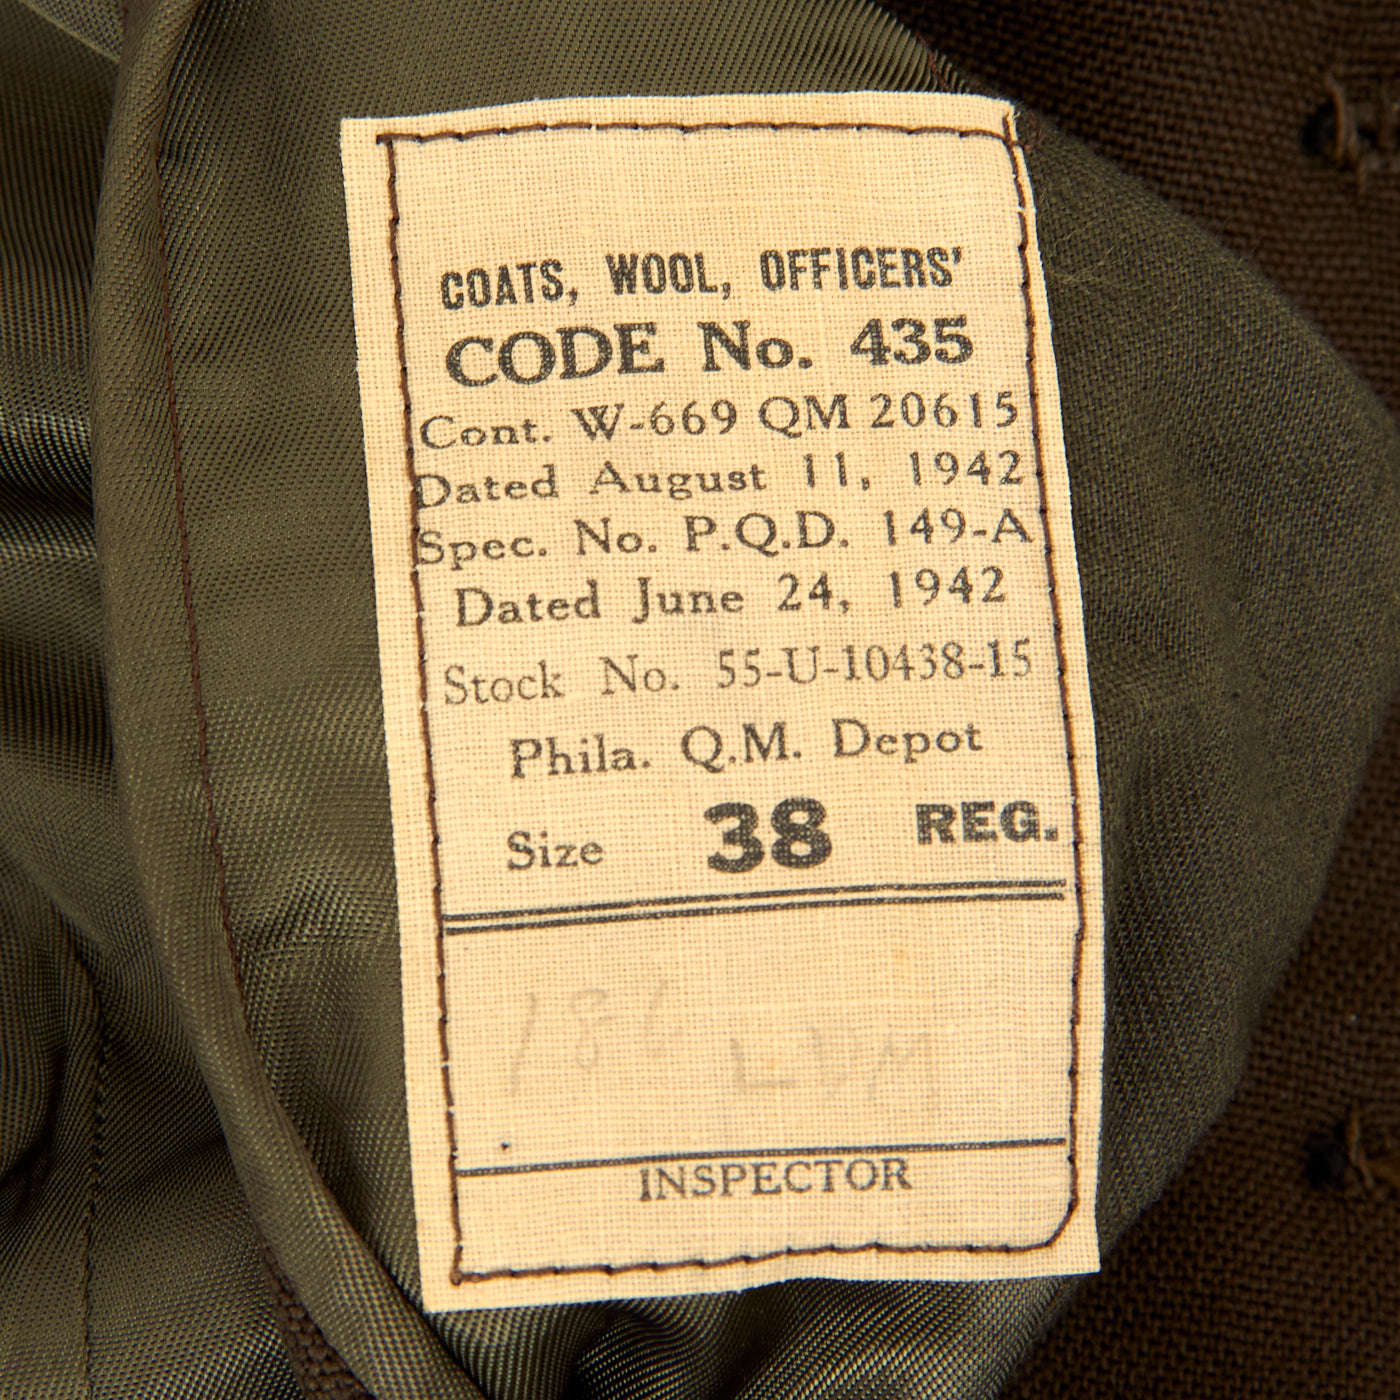 COATS, WOOL, OFFICERS'
CODE No. 435
Cont. W-669 QM 20615
Dated August 11, 1942
Spec. No. P.Q.D. 149-A
Dated June 24, 1942
Stock No. 55-U-10438-15
Phila. Q.M. Depot
Size 38 REG.
186
INSPECTOR